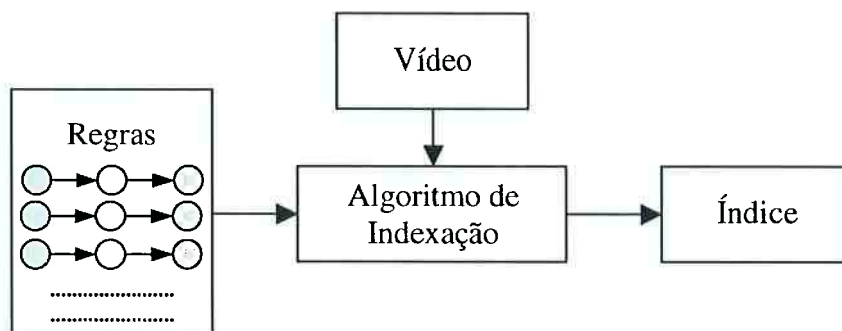 Vídeo
Regras
Algoritmo de
Indexação
Índice